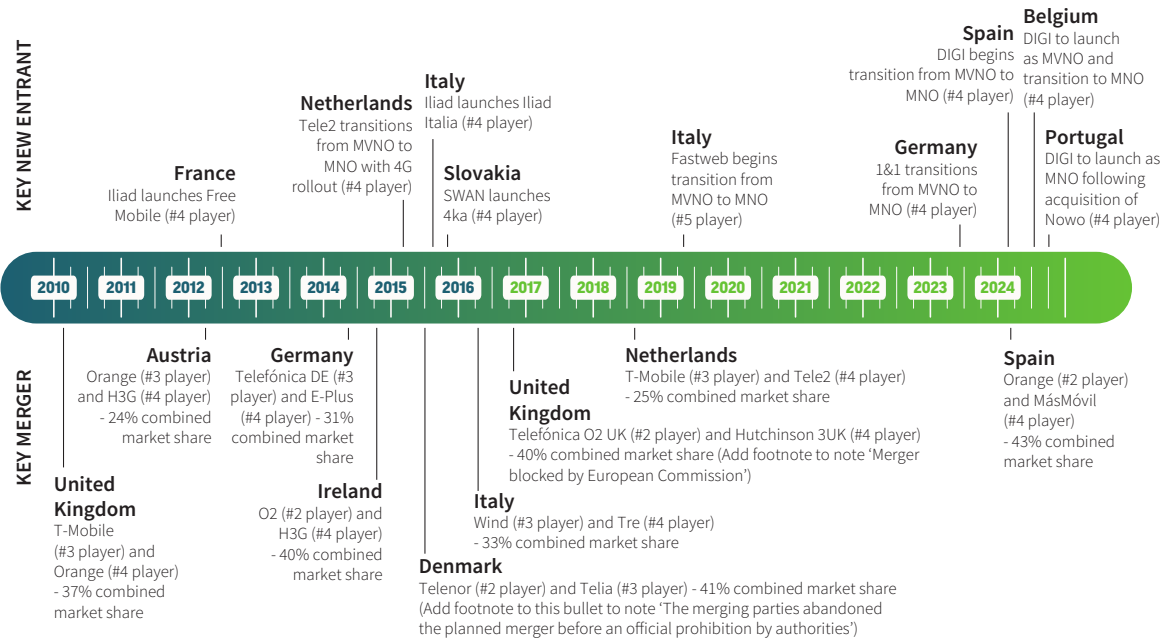 KEY NEW ENTRANT
France
Iliad launches Free
Mobile (#4 player)
Netherlands
Tele2 transitions
from MVNO to
MNO with 4G
rollout (#4 player)
Italy
Iliad launches Iliad
Italia (#4 player)
Slovakia
SWAN launches
4ka (#4 player)
Italy
Fastweb begins
transition from
MVNO to MNO
(#5 player)
Germany
1&1 transitions
from MVNO to
MNO (#4 player)
Spain
DIGI begins
transition from MVNO to
MNO (#4 player)
Belgium
DIGI to launch
as MVNO and
transition to MNO
(#4 player)
Portugal
DIGI to launch as
MNO following
acquisition of
Nowo (#4 player)
2010 2011 2012 2013 2014 2015 2016 2017 2018 2019 2020 2021 2022 2023 2024
KEY MERGER
United
Kingdom
T-Mobile
(#3 player) and
Orange (#4 player)
- 37% combined
market share
Austria
Orange (#3 player)
and H3G (#4 player)
- 24% combined
market share
Germany
Telefónica DE (#3
player) and E-Plus
(#4 player) - 31%
combined market
share
Ireland
O2 (#2 player) and
H3G (#4 player)
- 40% combined
market share
Denmark
Telenor (#2 player) and Telia (#3 player) - 41% combined market share
(Add footnote to this bullet to note ‘The merging parties abandoned
the planned merger before an official prohibition by authorities’)
Italy
Wind (#3 player) and Tre (#4 player)
- 33% combined market share
United
Kingdom
Telefónica O2 UK (#2 player) and Hutchinson 3UK (#4 player)
- 40% combined market share (Add footnote to note ‘Merger
blocked by European Commission’)
Netherlands
T-Mobile (#3 player) and Tele2 (#4 player)
- 25% combined market share
Spain
Orange (#2 player)
and MásMóvil
(#4 player)
- 43% combined
market share